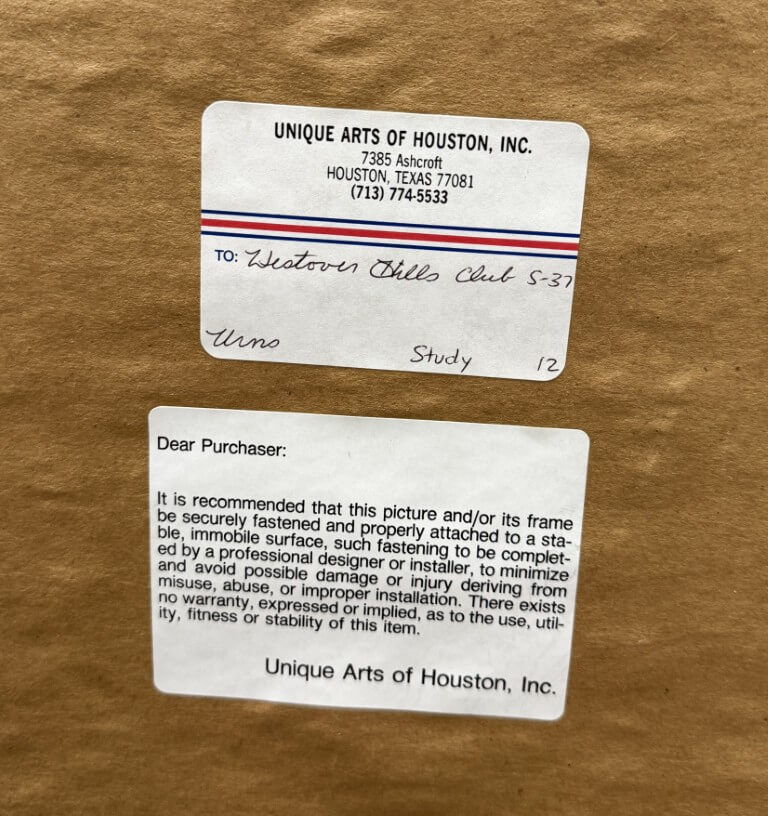 UNIQUE ARTS OF HOUSTON, INC.
7385 Ashcroft
HOUSTON, TEXAS 77081
(713) 774-5533
TO: Westover Hills Club S-37
Urns Study 12
Dear Purchaser:
It is recommended that this picture and/or its frame
be securely fastened and properly attached to a sta-
ble, immobile surface, such fastening to be complet-
ed by a professional designer or installer, to minimize
and avoid possible damage or injury deriving from
misuse, abuse, or improper installation. There exists
no warranty, expressed or implied, as to the use, util-
ity, fitness or stability of this item.
Unique Arts of Houston, Inc.